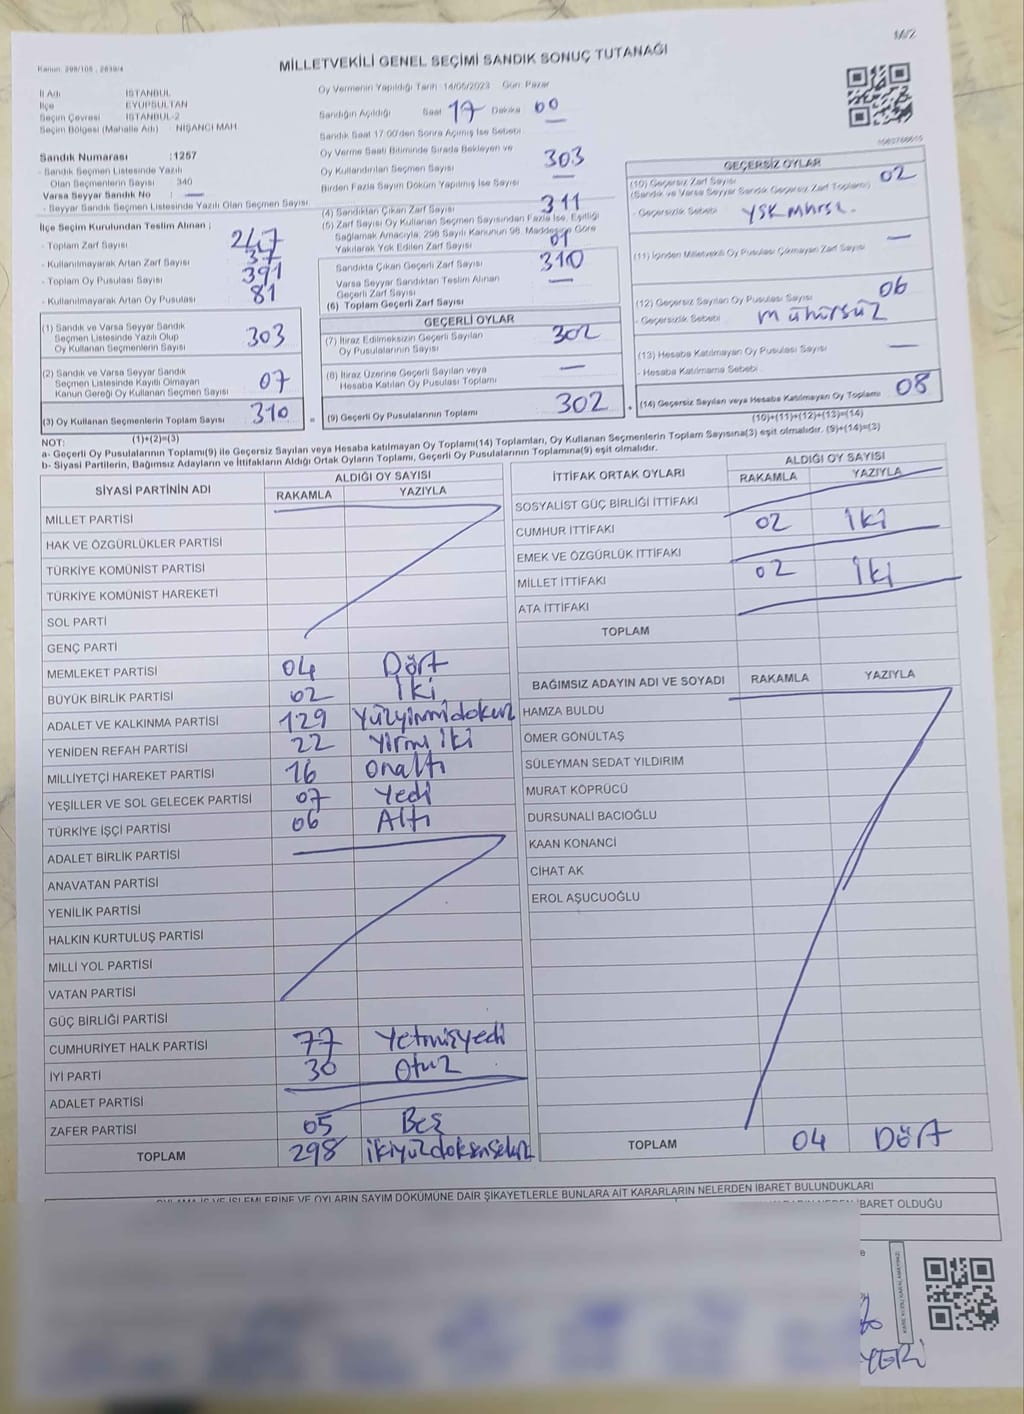 M/2
Kanun: 298/105 , 2839/4
MİLLETVEKİLİ GENEL SEÇİMİ SANDIK SONUÇ TUTANAĞI
İl Adı İSTANBUL
İlçe EYÜPSULTAN
Seçim Çevresi İSTANBUL-2
Seçim Bölgesi (Mahalle Adı) NİŞANCI MAH.
Sandık Numarası :1257
- Sandık Seçmen Listesinde Yazılı
Olan Seçmenlerin Sayısı 340
Varsa Seyyar Sandık No : —
- Seyyar Sandık Seçmen Listesinde Yazılı Olan Seçmen Sayısı
İlçe Seçim Kurulundan Teslim Alınan ;
- Toplam Zarf Sayısı
- Kullanılmayarak Artan Zarf Sayısı 37
- Toplam Oy Pusulası Sayısı 391
- Kullanılmayarak Artan Oy Pusulası 81
(1) Sandık ve Varsa Seyyar Sandık
Seçmen Listesinde Yazılı Olup
Oy Kullanan Seçmenlerin Sayısı 303
(2) Sandık ve Varsa Seyyar Sandık
Seçmen Listesinde Kayıtlı Olmayan
Kanun Gereği Oy Kullanan Seçmen Sayısı 07
(3) Oy Kullanan Seçmenlerin Toplam Sayısı 310
(1)+(2)=(3)
Oy Vermenin Yapıldığı Tarih :14/05/2023 Gün: Pazar
Sandığın Açıldığı Saat 17 Dakika 00
Sandık Saat 17:00'den Sonra Açılmış İse Sebebi —
Oy Verme Saati Bitiminde Sırada Bekleyen ve
Oy Kullandırılan Seçmen Sayısı 303
Birden Fazla Sayım Döküm Yapılmış İse Sayısı —
(4) Sandıktan Çıkan Zarf Sayısı 311
(5) Zarf Sayısı Oy Kullanan Seçmen Sayısından Fazla İse, Eşitliği
Sağlamak Amacıyla, 298 Sayılı Kanunun 98. Maddesine Göre
Yakılarak Yok Edilen Zarf Sayısı 01
Sandıkta Çıkan Geçerli Zarf Sayısı 310
Varsa Seyyar Sandıktan Teslim Alınan
Geçerli Zarf Sayısı —
(6) Toplam Geçerli Zarf Sayısı
GEÇERLİ OYLAR
(7) İtiraz Edilmeksizin Geçerli Sayılan
Oy Pusulalarının Sayısı 302
(8) İtiraz Üzerine Geçerli Sayılan veya
Hesaba Katılan Oy Pusulası Toplamı —
= (9) Geçerli Oy Pusulalarının Toplamı 302
GEÇERSİZ OYLAR
(10) Geçersiz Zarf Sayısı
(Sandık ve Varsa Seyyar Sandık Geçersiz Zarf Toplamı) 02
- Geçersizlik Sebebi YSK
(11) İçinden Milletvekili Oy Pusulası Çıkmayan Zarf Sayısı —
(12) Geçersiz Sayılan Oy Pusulası Sayısı 06
- Geçersizlik Sebebi mühürsüz
(13) Hesaba Katılmayan Oy Pusulası Sayısı —
- Hesaba Katılmama Sebebi
+ (14) Geçersiz Sayılan veya Hesaba Katılmayan Oy Toplamı 08
(10)+(11)+(12)+(13)=(14)
NOT:
a- Geçerli Oy Pusulalarının Toplamı(9) ile Geçersiz Sayılan veya Hesaba katılmayan Oy Toplamı(14) Toplamları, Oy Kullanan Seçmenlerin Toplam Sayısına(3) eşit olmalıdır. (9)+(14)=(3)
b- Siyasi Partilerin, Bağımsız Adayların ve İttifakların Aldığı Ortak Oyların Toplamı, Geçerli Oy Pusulalarının Toplamına(9) eşit olmalıdır.
SİYASİ PARTİNİN ADI ALDIĞI OY SAYISI
RAKAMLA YAZIYLA
MİLLET PARTİSİ
HAK VE ÖZGÜRLÜKLER PARTİSİ
TÜRKİYE KOMÜNİST PARTİSİ
TÜRKİYE KOMÜNİST HAREKETİ
SOL PARTİ
GENÇ PARTİ
MEMLEKET PARTİSİ 04 Dört
BÜYÜK BİRLİK PARTİSİ 02 İki
ADALET VE KALKINMA PARTİSİ 129 Yüzyirmidokuz
YENİDEN REFAH PARTİSİ 22 Yirmi iki
MİLLİYETÇİ HAREKET PARTİSİ 16 Onaltı
YEŞİLLER VE SOL GELECEK PARTİSİ 07 Yedi
TÜRKİYE İŞÇİ PARTİSİ 06 Altı
ADALET BİRLİK PARTİSİ
ANAVATAN PARTİSİ
YENİLİK PARTİSİ
HALKIN KURTULUŞ PARTİSİ
MİLLİ YOL PARTİSİ
VATAN PARTİSİ
GÜÇ BİRLİĞİ PARTİSİ
CUMHURİYET HALK PARTİSİ 77 Yetmişyedi
İYİ PARTİ 30 Otuz
ADALET PARTİSİ
ZAFER PARTİSİ 05 Beş
TOPLAM 298 ikiyüzdoksansekiz
İTTİFAK ORTAK OYLARI ALDIĞI OY SAYISI
RAKAMLA YAZIYLA
SOSYALİST GÜÇ BİRLİĞİ İTTİFAKI
CUMHUR İTTİFAKI 02 İki
EMEK VE ÖZGÜRLÜK İTTİFAKI
MİLLET İTTİFAKI 02 İki
ATA İTTİFAKI
TOPLAM
BAĞIMSIZ ADAYIN ADI VE SOYADI RAKAMLA YAZIYLA
HAMZA BULDU
ÖMER GÖNÜLTAŞ
SÜLEYMAN SEDAT YILDIRIM
MURAT KÖPRÜCÜ
DURSUNALİ BACIOĞLU
KAAN KONANCİ
CİHAT AK
EROL AŞUCUOĞLU
TOPLAM 04 Dört
OYLAMA İŞ VE İŞLEMLERİNE VE OYLARIN SAYIM DÖKÜMÜNE DAİR ŞİKAYETLERLE BUNLARA AİT KARARLARIN NELERDEN İBARET BULUNDUKLARI
İBARET OLDUĞU
YERİ